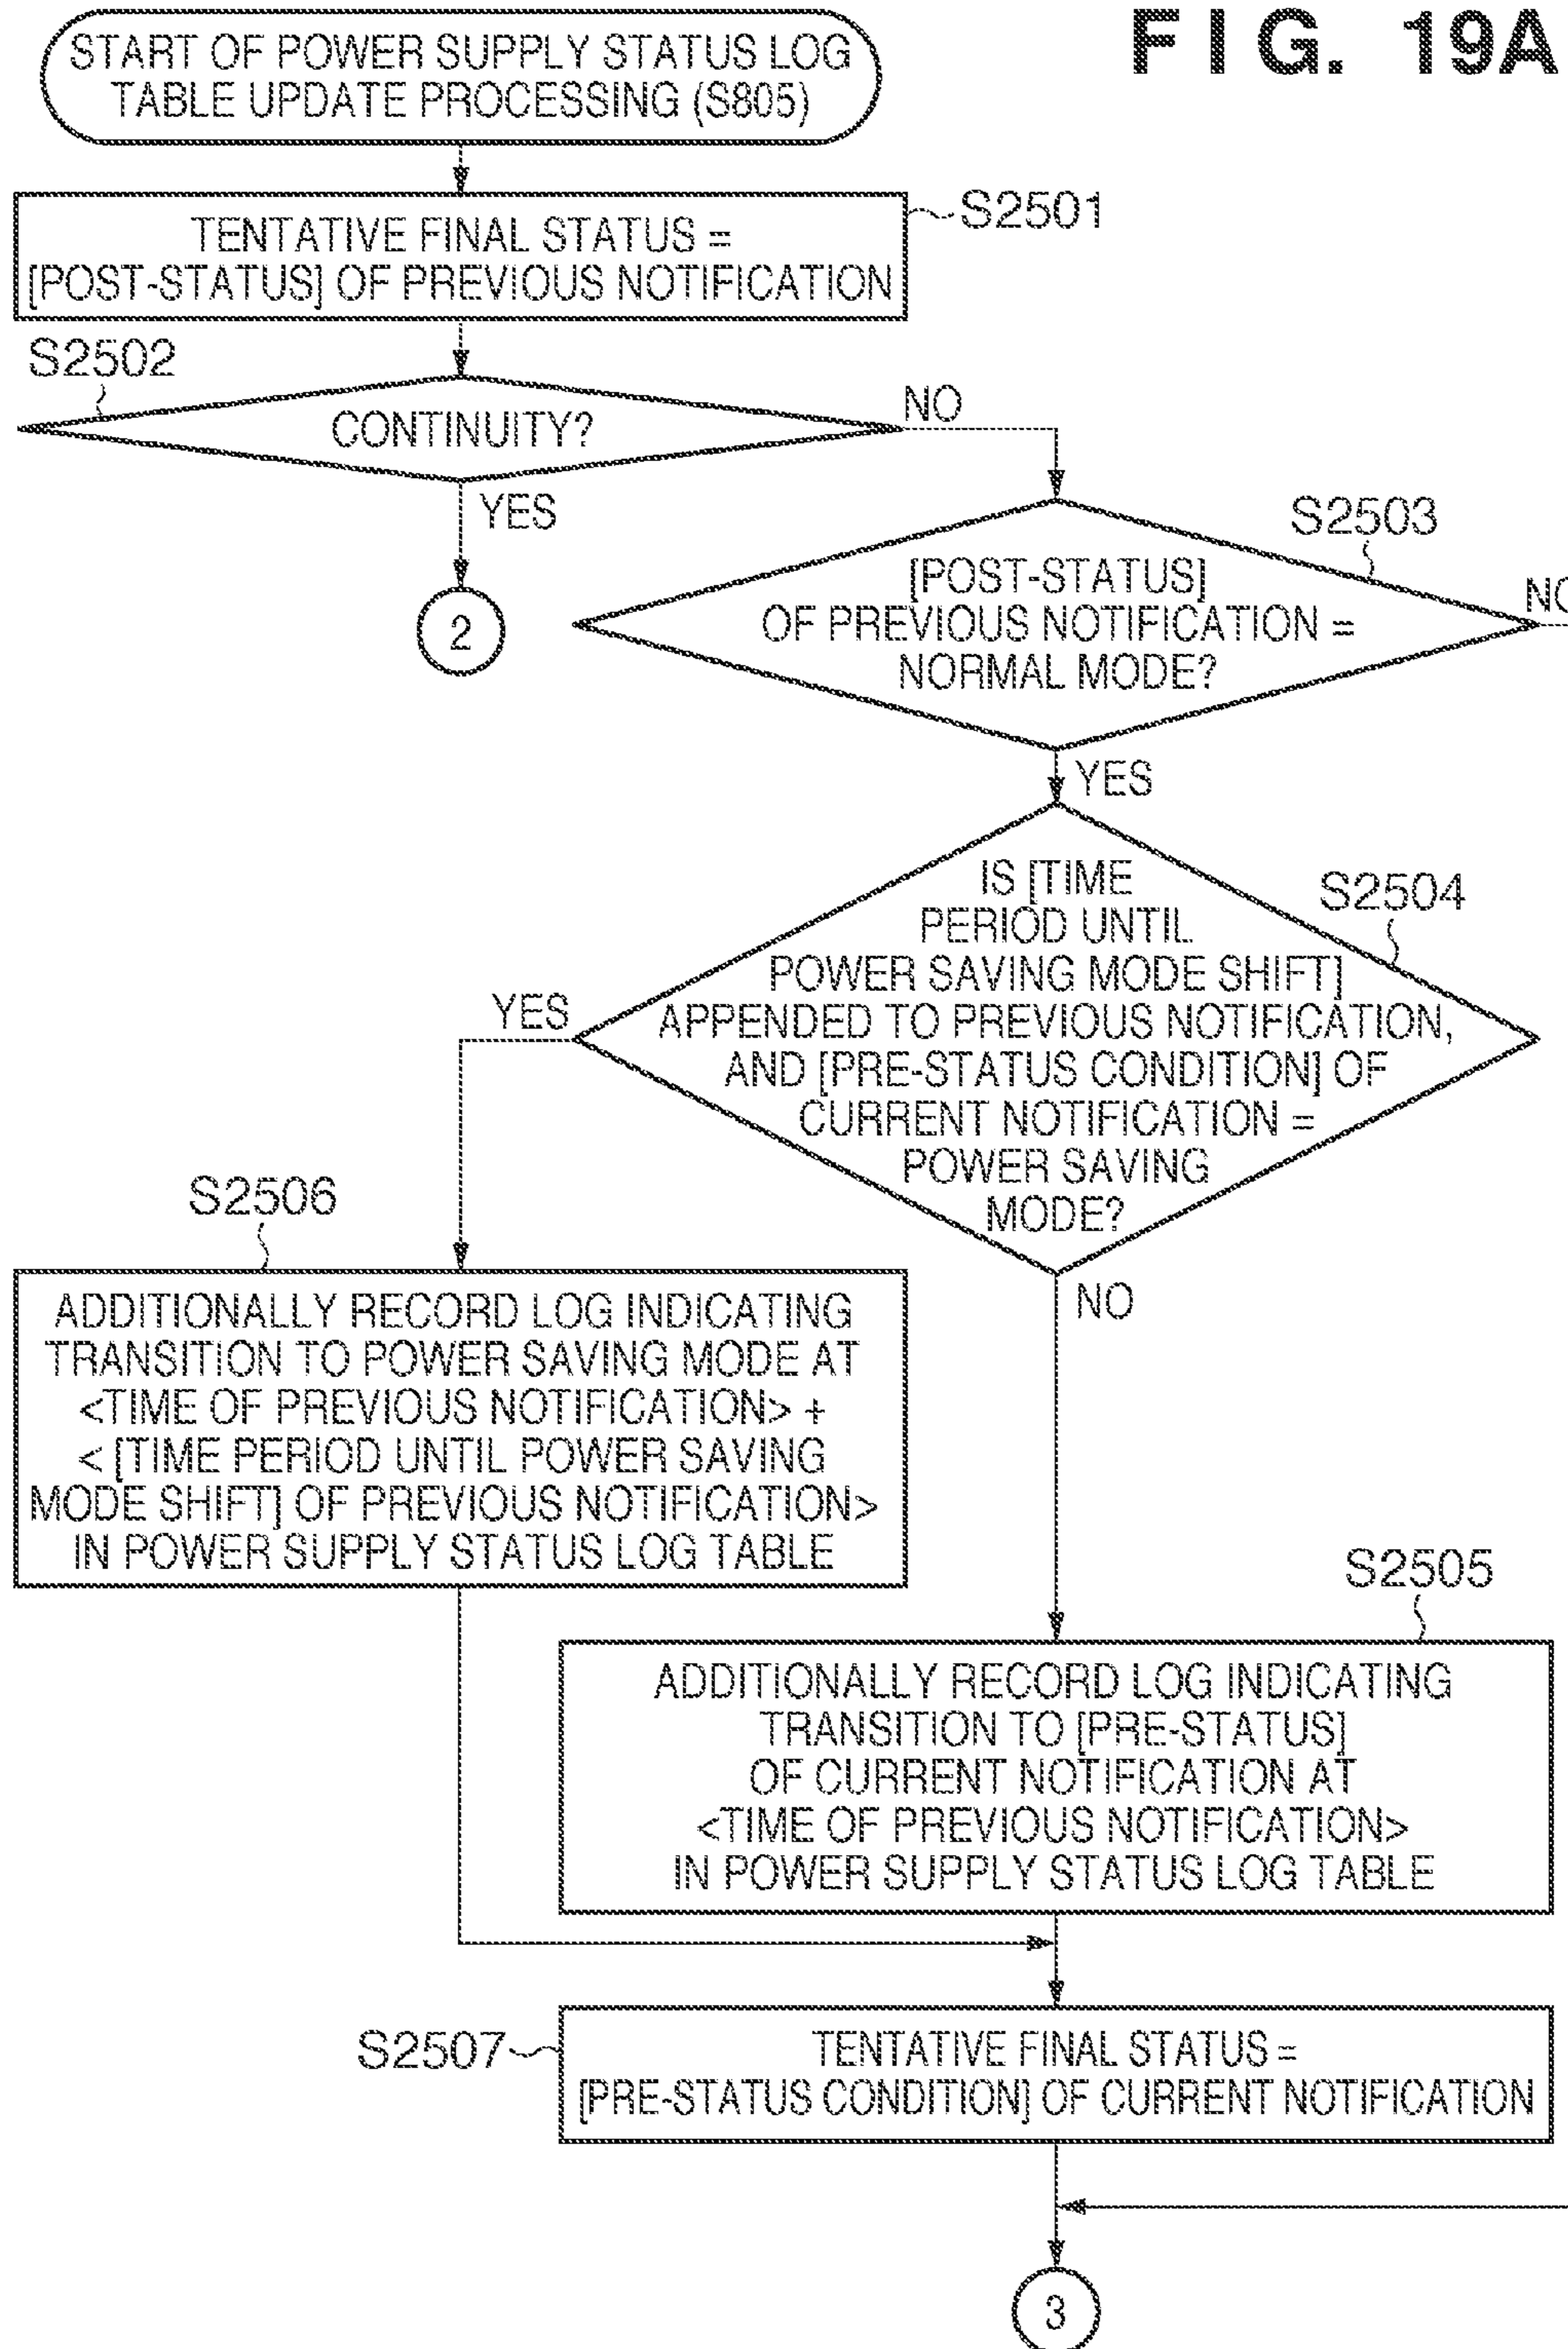 FIG. 19A
START OF POWER SUPPLY STATUS LOG
TABLE UPDATE PROCESSING (S805)
S2501
TENTATIVE FINAL STATUS =
[POST-STATUS] OF PREVIOUS NOTIFICATION
S2502
CONTINUITY?
NO
YES
2
S2503
[POST-STATUS]
OF PREVIOUS NOTIFICATION =
NORMAL MODE?
NO
YES
S2504
IS [TIME
PERIOD UNTIL
POWER SAVING MODE SHIFT]
APPENDED TO PREVIOUS NOTIFICATION,
AND [PRE-STATUS CONDITION] OF
CURRENT NOTIFICATION =
POWER SAVING
MODE?
YES
NO
S2506
ADDITIONALLY RECORD LOG INDICATING
TRANSITION TO POWER SAVING MODE AT
<TIME OF PREVIOUS NOTIFICATION> +
< [TIME PERIOD UNTIL POWER SAVING
MODE SHIFT] OF PREVIOUS NOTIFICATION>
IN POWER SUPPLY STATUS LOG TABLE
S2505
ADDITIONALLY RECORD LOG INDICATING
TRANSITION TO [PRE-STATUS]
OF CURRENT NOTIFICATION AT
<TIME OF PREVIOUS NOTIFICATION>
IN POWER SUPPLY STATUS LOG TABLE
S2507
TENTATIVE FINAL STATUS =
[PRE-STATUS CONDITION] OF CURRENT NOTIFICATION
3